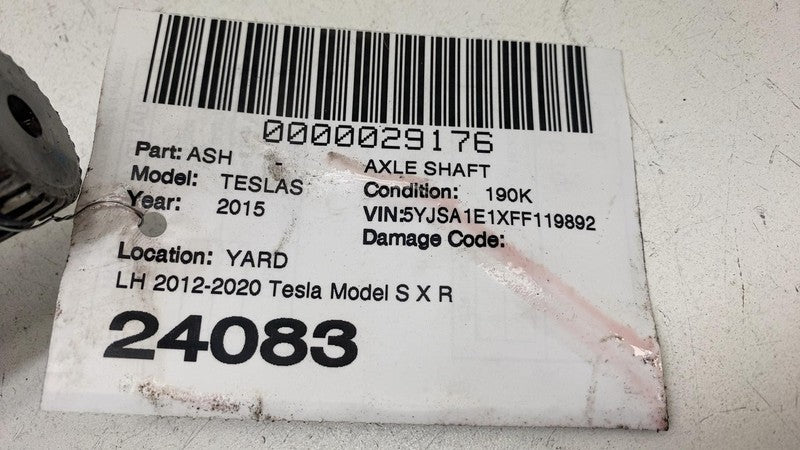 0000029176
Part: ASH - AXLE SHAFT
Model: TESLAS Condition: 190K
Year: 2015 VIN:5YJSA1E1XFF119892
Damage Code:
Location: YARD
LH 2012-2020 Tesla Model S X R
24083